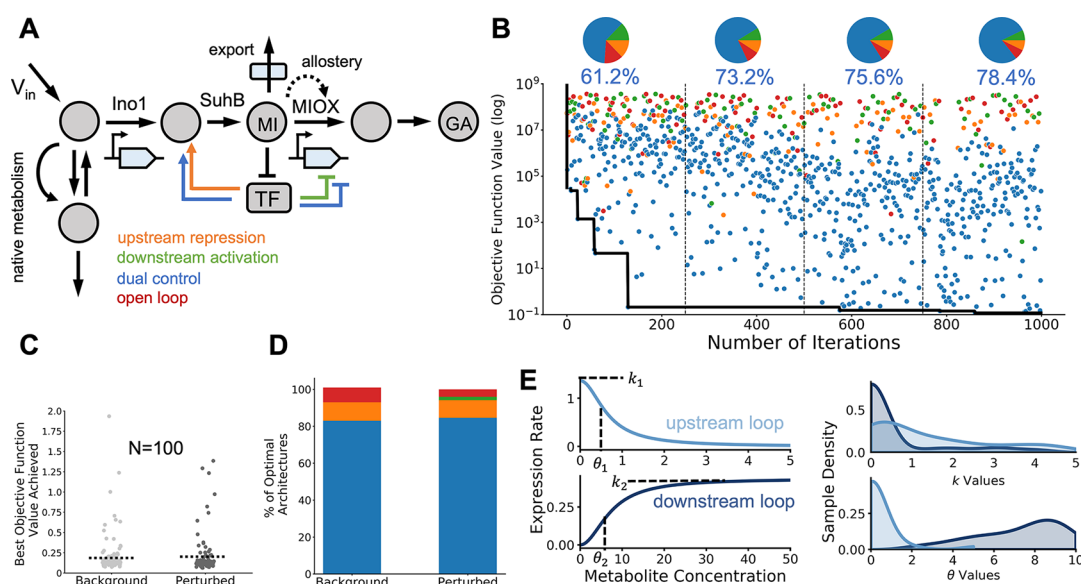 A
V_in
native metabolism
Ino1
SuhB
export
allostery
MIOX
MI
GA
TF
upstream repression
downstream activation
dual control
open loop
B
61.2%
73.2%
75.6%
78.4%
Objective Function Value (log)
10^9
10^7
10^5
10^3
10^1
10^-1
0
200
400
600
800
1000
Number of Iterations
C
Best Objective Function
Value Achieved
2.0
1.75
1.5
1.25
1.0
0.75
0.5
0.25
0
N=100
Background
Perturbed
D
% of Optimal
Architectures
100
80
60
40
20
0
Background
Perturbed
E
Expression Rate
1
0
k_1
upstream loop
0
θ_1
1
2
3
4
5
0.25
0.00
k_2
downstream loop
0
θ_2
10
20
30
40
50
Metabolite Concentration
Sample Density
0.5
0.0
0
1
2
3
4
5
k Values
0.25
0.00
0
2
4
6
8
10
θ Values